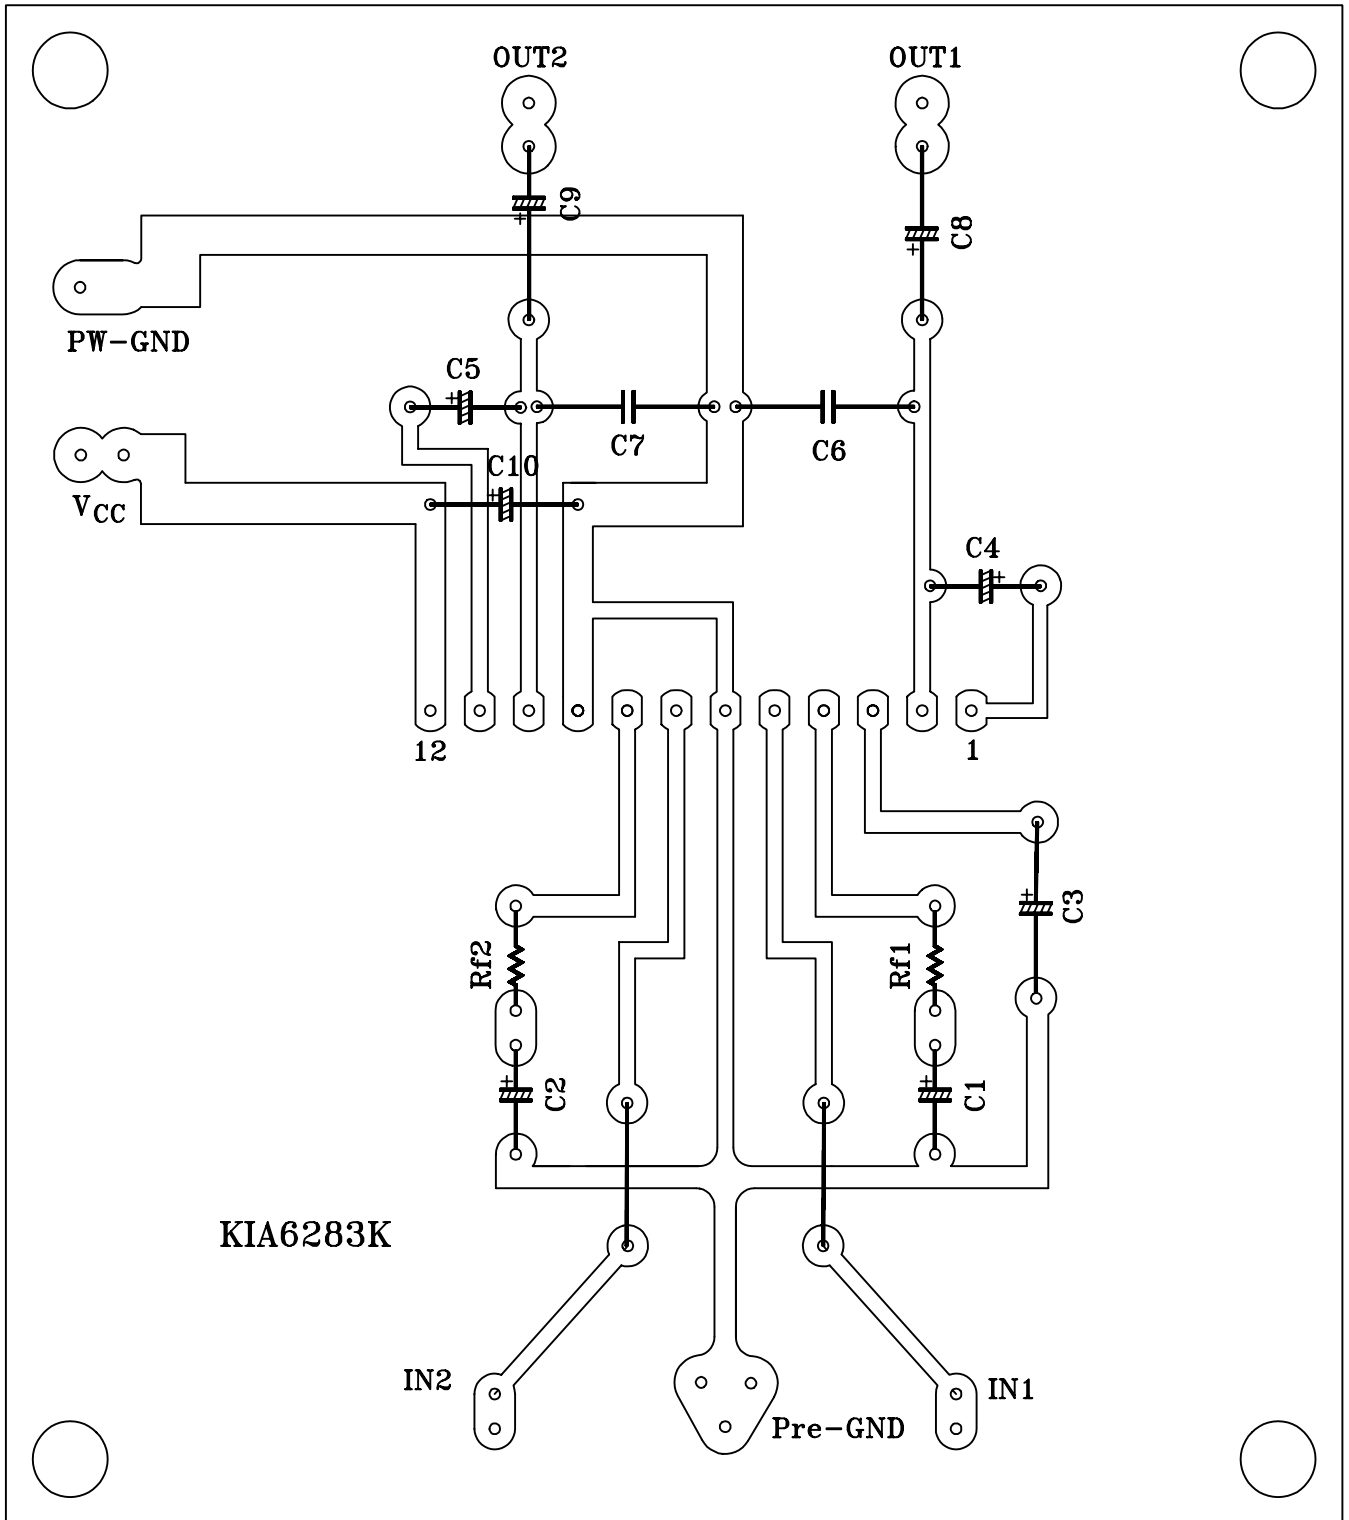 OUT2
OUT1
C9
C8
PW-GND
C5
C7
C6
C10
VCC
C4
12
1
C3
Rf2
Rf1
C2
C1
KIA6283K
IN2
IN1
Pre-GND